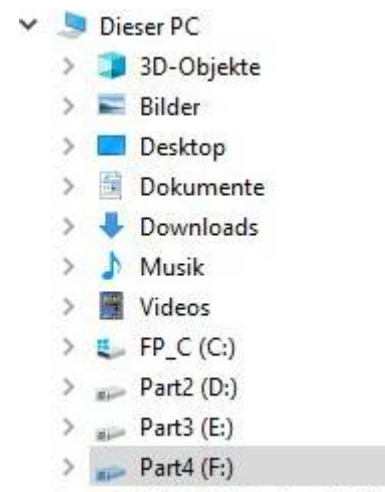 Dieser PC
3D-Objekte
Bilder
Desktop
Dokumente
Downloads
Musik
Videos
FP_C (C:)
Part2 (D:)
Part3 (E:)
Part4 (F:)